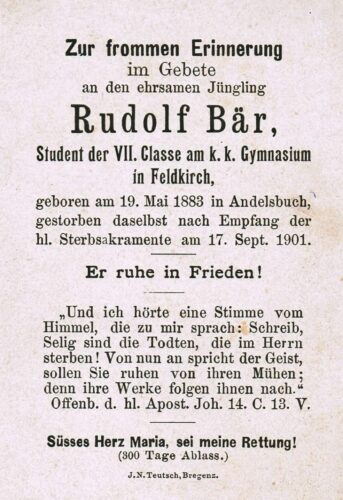 Zur frommen Erinnerung
im Gebete
an den ehrsamen Jüngling
Rudolf Bär,
Student der VII. Classe am k. k. Gymnasium
in Feldkirch,
geboren am 19. Mai 1883 in Andelsbuch,
gestorben daselbst nach Empfang der
hl. Sterbsakramente am 17. Sept. 1901.
Er ruhe in Frieden!
„Und ich hörte eine Stimme vom
Himmel, die zu mir sprach: Schreib,
Selig sind die Todten, die im Herrn
sterben! Von nun an spricht der Geist,
sollen Sie ruhen von ihren Mühen;
denn ihre Werke folgen ihnen nach.“
Offenb. d. hl. Apost. Joh. 14. C. 13. V.
Süsses Herz Maria, sei meine Rettung!
(300 Tage Ablass.)
J. N. Teutsch, Bregenz.